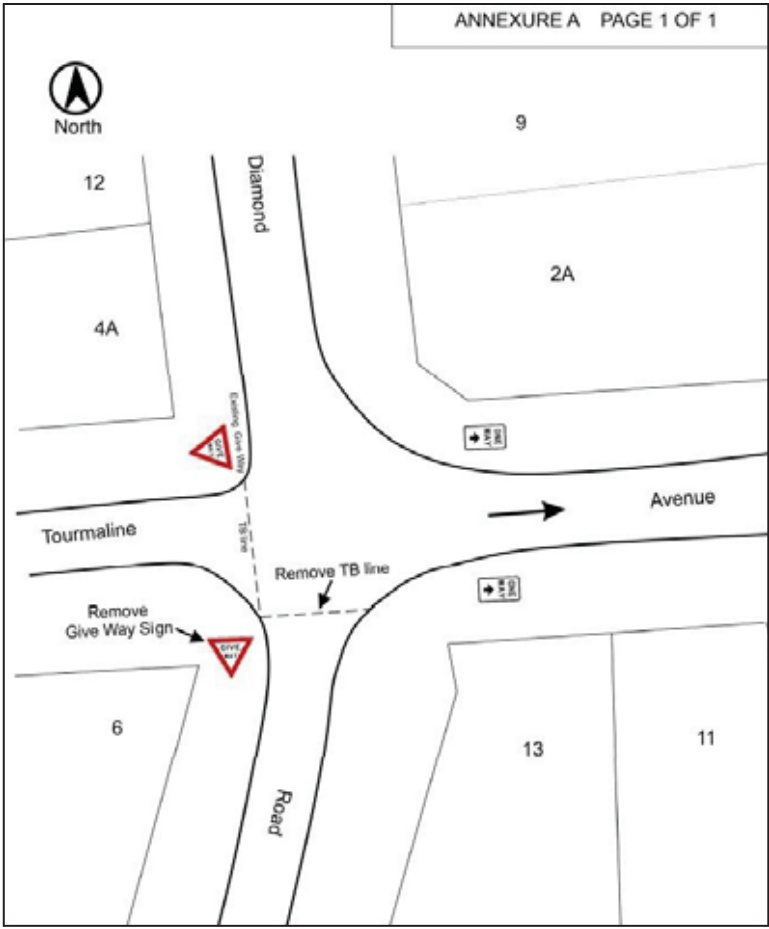 ANNEXURE A PAGE 1 OF 1
North
9
12
Diamond
2A
4A
Existing Give Way
GIVE
WAY
ONE
WAY
Tourmaline
TB line
Avenue
Remove TB line
Remove
Give Way Sign
GIVE
WAY
ONE
WAY
6
13
11
Road